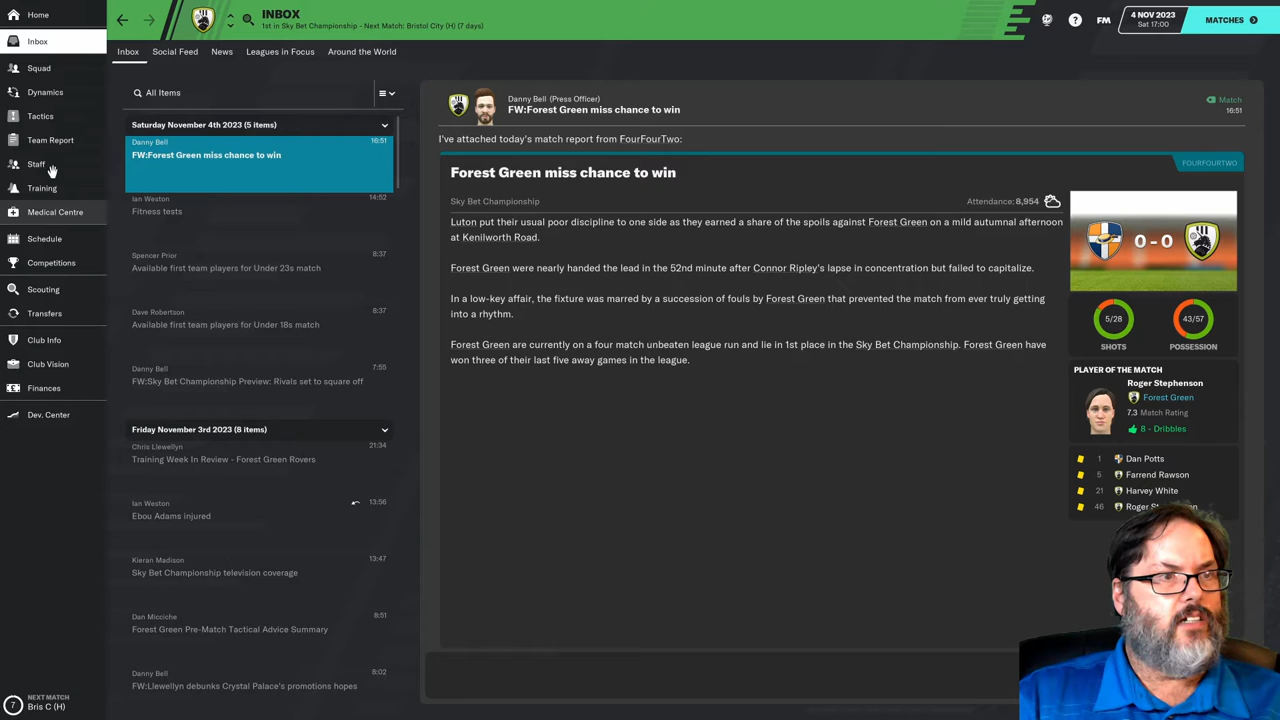 Home
Inbox
Squad
Dynamics
Tactics
Team Report
Staff
Training
Medical Centre
Schedule
Competitions
Scouting
Transfers
Club Info
Club Vision
Finances
Dev. Center
7
NEXT MATCH
Bris C (H)
INBOX
1st in Sky Bet Championship - Next Match: Bristol City (H) (7 days)
?
FM
4 NOV 2023
Sat 17:00
MATCHES
Inbox
Social Feed
News
Leagues in Focus
Around the World
All Items
Saturday November 4th 2023 (5 items)
Danny Bell
16:51
FW:Forest Green miss chance to win
Ian Weston
14:52
Fitness tests
Spencer Prior
8:37
Available first team players for Under 23s match
Dave Robertson
8:37
Available first team players for Under 18s match
Danny Bell
7:55
FW:Sky Bet Championship Preview: Rivals set to square off
Friday November 3rd 2023 (8 items)
Chris Llewellyn
21:34
Training Week In Review - Forest Green Rovers
Ian Weston
13:56
Ebou Adams injured
Kieran Madison
13:47
Sky Bet Championship television coverage
Dan Micciche
8:51
Forest Green Pre-Match Tactical Advice Summary
Danny Bell
8:02
FW:Llewellyn debunks Crystal Palace's promotions hopes
Danny Bell (Press Officer)
FW:Forest Green miss chance to win
Match
16:51
I've attached today's match report from FourFourTwo:
FOURFOURTWO
Forest Green miss chance to win
Sky Bet Championship
Attendance: 8,954
Luton put their usual poor discipline to one side as they earned a share of the spoils against Forest Green on a mild autumnal afternoon
at Kenilworth Road.
Forest Green were nearly handed the lead in the 52nd minute after Connor Ripley's lapse in concentration but failed to capitalize.
In a low-key affair, the fixture was marred by a succession of fouls by Forest Green that prevented the match from ever truly getting
into a rhythm.
Forest Green are currently on a four match unbeaten league run and lie in 1st place in the Sky Bet Championship. Forest Green have
won three of their last five away games in the league.
0 - 0
5/28
SHOTS
43/57
POSSESSION
PLAYER OF THE MATCH
Roger Stephenson
Forest Green
7.3 Match Rating
8 - Dribbles
1 Dan Potts
5 Farrend Rawson
21 Harvey White
46